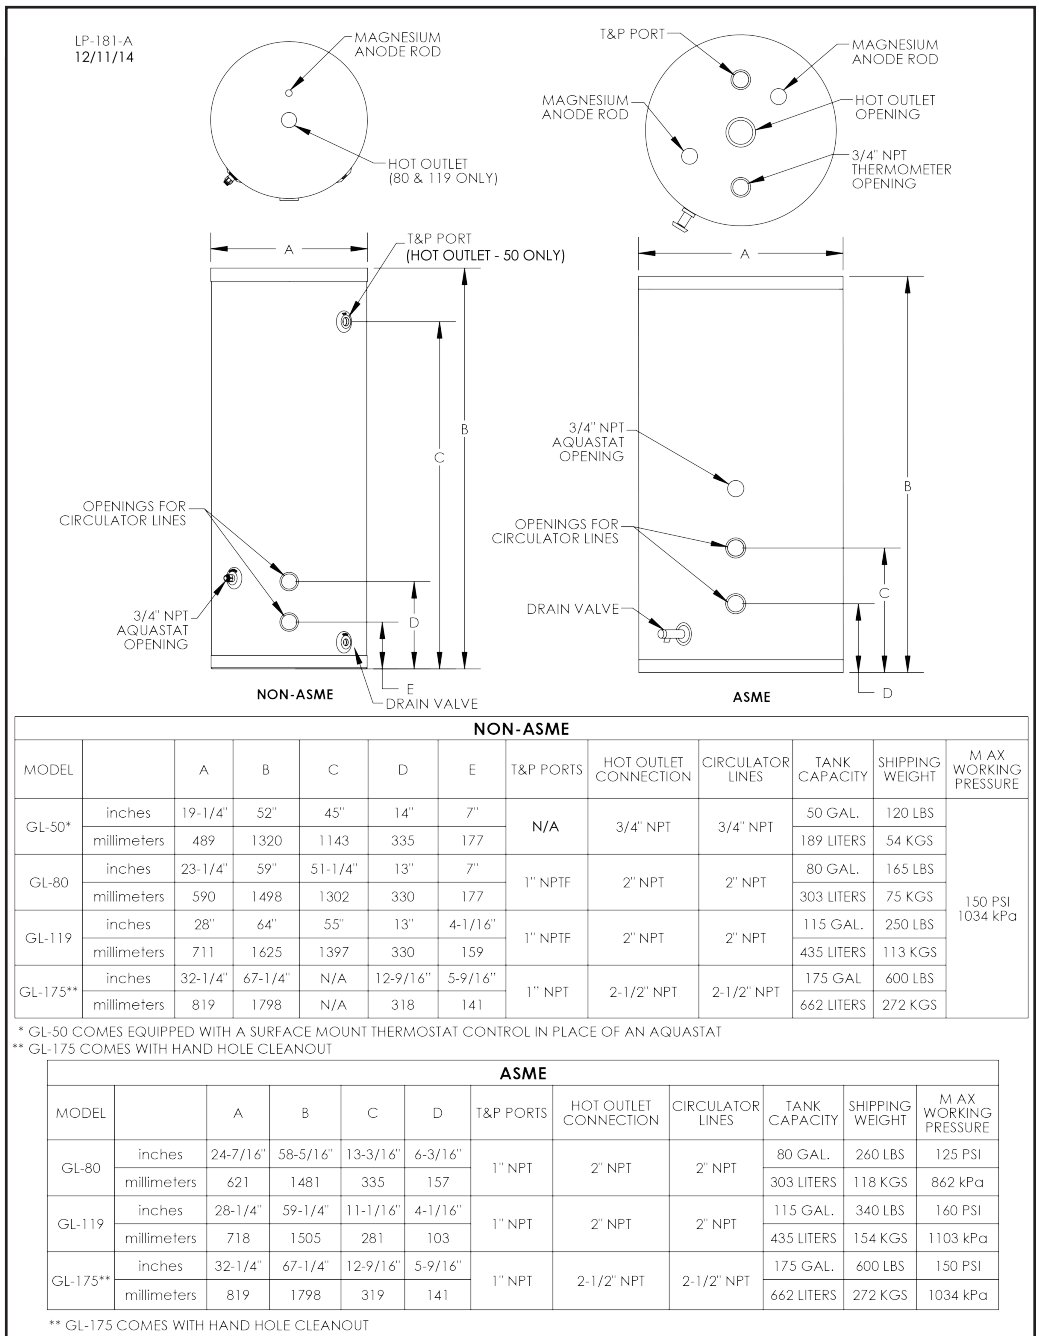 LP-181-A
12/11/14
MAGNESIUM
ANODE ROD
HOT OUTLET
(80 & 119 ONLY)
T&P PORT
MAGNESIUM
ANODE ROD
MAGNESIUM
ANODE ROD
HOT OUTLET
OPENING
3/4" NPT
THERMOMETER
OPENING
A
T&P PORT
(HOT OUTLET - 50 ONLY)
B
C
OPENINGS FOR
CIRCULATOR LINES
3/4" NPT
AQUASTAT
OPENING
D
E
DRAIN VALVE
NON-ASME
A
3/4" NPT
AQUASTAT
OPENING
B
OPENINGS FOR
CIRCULATOR LINES
C
DRAIN VALVE
D
ASME
NON-ASME
MODEL A B C D E T&P PORTS HOT OUTLET CONNECTION CIRCULATOR LINES TANK CAPACITY SHIPPING WEIGHT M AX WORKING PRESSURE
GL-50* inches 19-1/4" 52" 45" 14" 7" N/A 3/4" NPT 3/4" NPT 50 GAL. 120 LBS
millimeters 489 1320 1143 335 177 189 LITERS 54 KGS
GL-80 inches 23-1/4" 59" 51-1/4" 13" 7" 1" NPTF 2" NPT 2" NPT 80 GAL. 165 LBS
millimeters 590 1498 1302 330 177 303 LITERS 75 KGS
150 PSI
1034 kPa
GL-119 inches 28" 64" 55" 13" 4-1/16" 1" NPTF 2" NPT 2" NPT 115 GAL. 250 LBS
millimeters 711 1625 1397 330 159 435 LITERS 113 KGS
GL-175** inches 32-1/4" 67-1/4" N/A 12-9/16" 5-9/16" 1" NPT 2-1/2" NPT 2-1/2" NPT 175 GAL 600 LBS
millimeters 819 1798 N/A 318 141 662 LITERS 272 KGS
* GL-50 COMES EQUIPPED WITH A SURFACE MOUNT THERMOSTAT CONTROL IN PLACE OF AN AQUASTAT
** GL-175 COMES WITH HAND HOLE CLEANOUT
ASME
MODEL A B C D T&P PORTS HOT OUTLET CONNECTION CIRCULATOR LINES TANK CAPACITY SHIPPING WEIGHT M AX WORKING PRESSURE
GL-80 inches 24-7/16" 58-5/16" 13-3/16" 6-3/16" 1" NPT 2" NPT 2" NPT 80 GAL. 260 LBS 125 PSI
millimeters 621 1481 335 157 303 LITERS 118 KGS 862 kPa
GL-119 inches 28-1/4" 59-1/4" 11-1/16" 4-1/16" 1" NPT 2" NPT 2" NPT 115 GAL. 340 LBS 160 PSI
millimeters 718 1505 281 103 435 LITERS 154 KGS 1103 kPa
GL-175** inches 32-1/4" 67-1/4" 12-9/16" 5-9/16" 1" NPT 2-1/2" NPT 2-1/2" NPT 175 GAL. 600 LBS 150 PSI
millimeters 819 1798 319 141 662 LITERS 272 KGS 1034 kPa
** GL-175 COMES WITH HAND HOLE CLEANOUT